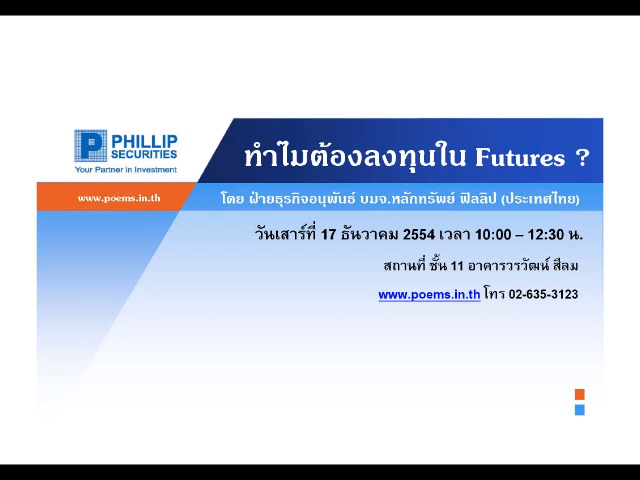 PHILLIP
SECURITIES
Your Partner in Investment
ทำไมต้องลงทุนใน Futures ?
www.poems.in.th
โดย ฝ่ายธุรกิจอนุพันธ์ บมจ.หลักทรัพย์ ฟิลลิป (ประเทศไทย)
วันเสาร์ที่ 17 ธันวาคม 2554 เวลา 10:00 – 12:30 น.
สถานที่ ชั้น 11 อาคารวรวัฒน์ สีลม
www.poems.in.th โทร 02-635-3123